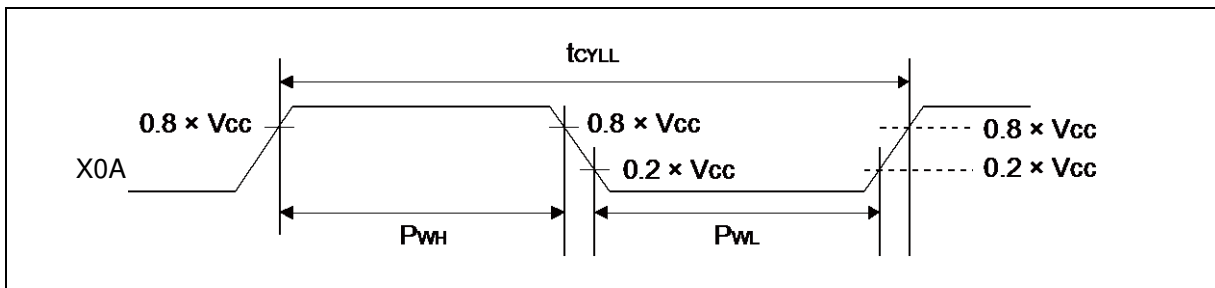 tCYLL
0.8 × Vcc
0.8 × Vcc
0.8 × Vcc
X0A
0.2 × Vcc
0.2 × Vcc
PWH
PWL